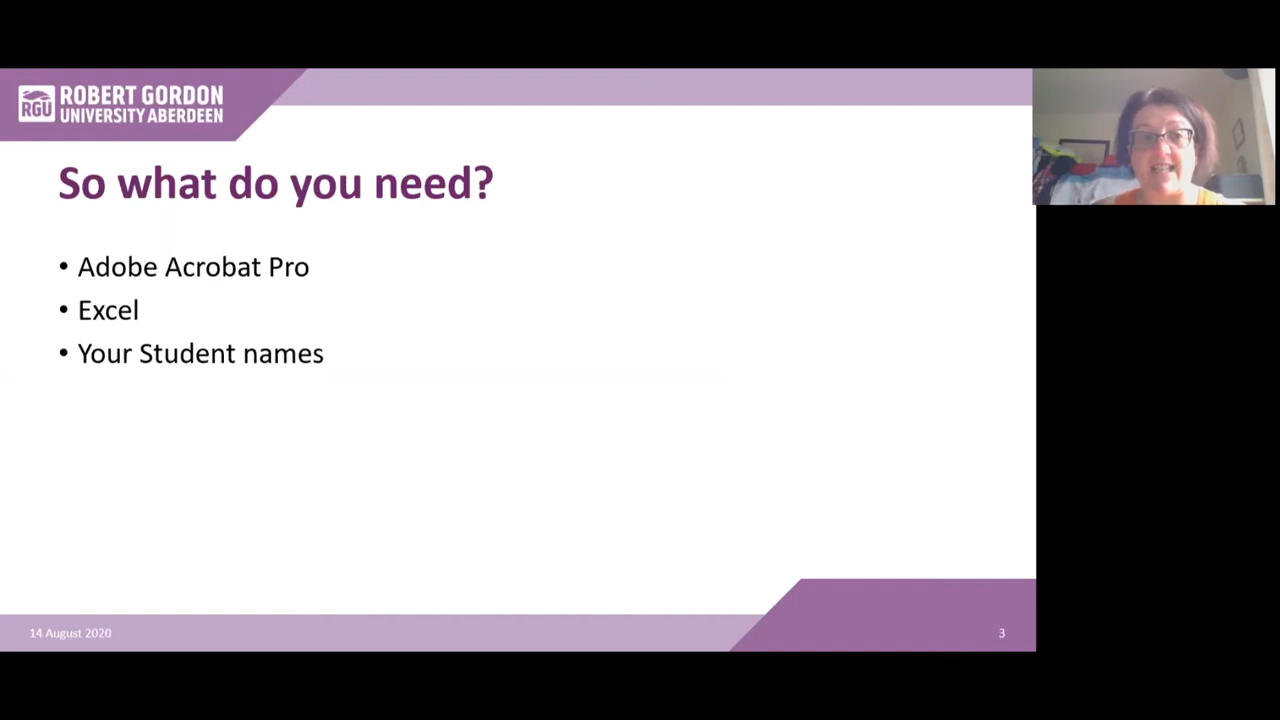 RGU
ROBERT GORDON
UNIVERSITY ABERDEEN
So what do you need?
• Adobe Acrobat Pro
• Excel
• Your Student names
14 August 2020
3